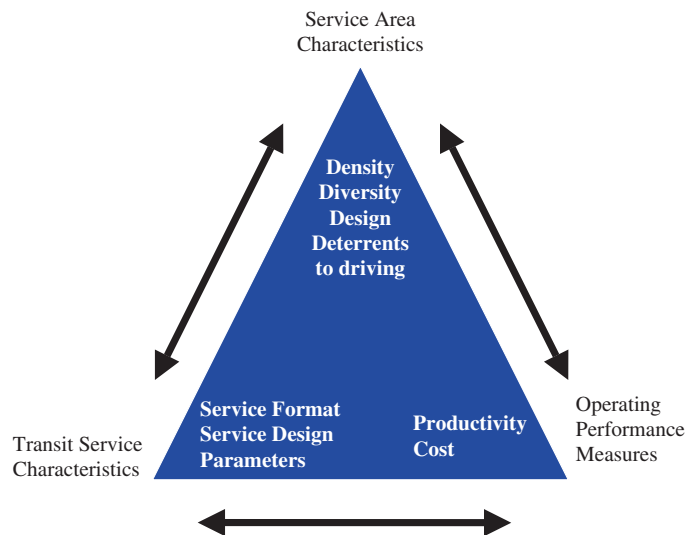 Service Area
Characteristics
Density
Diversity
Design
Deterrents
to driving
Transit Service
Characteristics
Service Format
Service Design
Parameters
Productivity
Cost
Operating
Performance
Measures